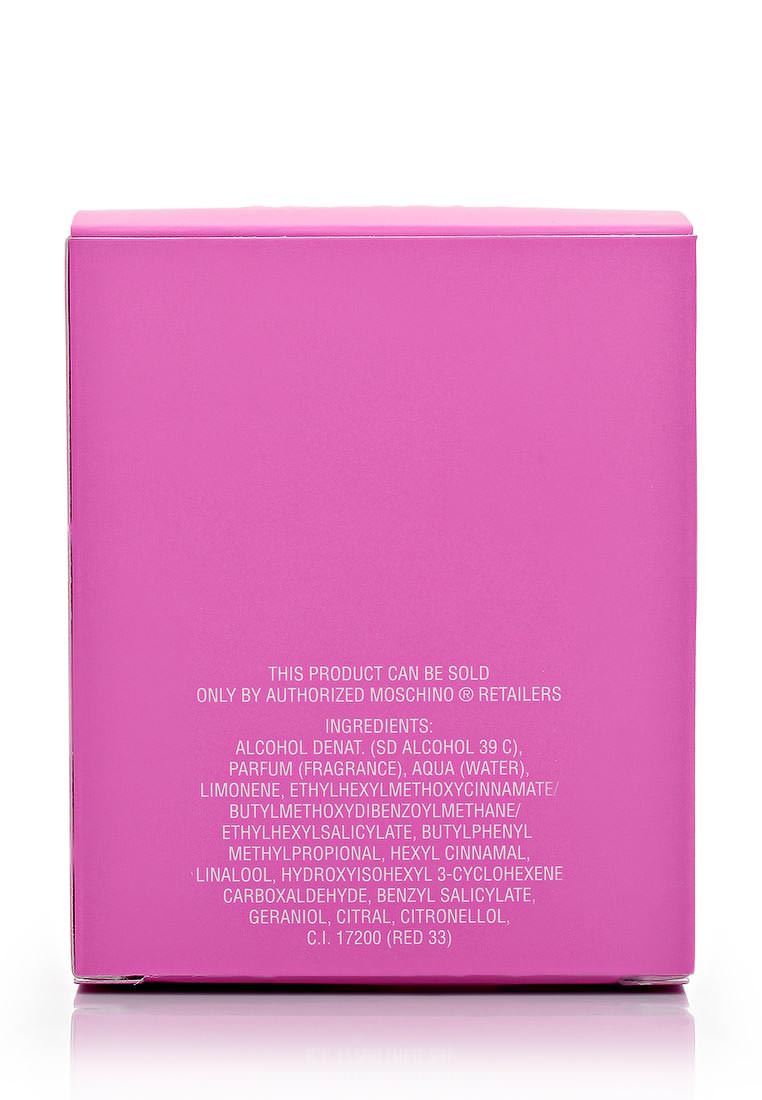 THIS PRODUCT CAN BE SOLD
ONLY BY AUTHORIZED MOSCHINO ® RETAILERS
INGREDIENTS:
ALCOHOL DENAT. (SD ALCOHOL 39 C),
PARFUM (FRAGRANCE), AQUA (WATER),
LIMONENE, ETHYLHEXYLMETHOXYCINNAMATE/
BUTYLMETHOXYDIBENZOYLMETHANE/
ETHYLHEXYLSALICYLATE, BUTYLPHENYL
METHYLPROPIONAL, HEXYL CINNAMAL,
LINALOOL, HYDROXYISOHEXYL 3-CYCLOHEXENE
CARBOXALDEHYDE, BENZYL SALICYLATE,
GERANIOL, CITRAL, CITRONELLOL,
C.I. 17200 (RED 33)